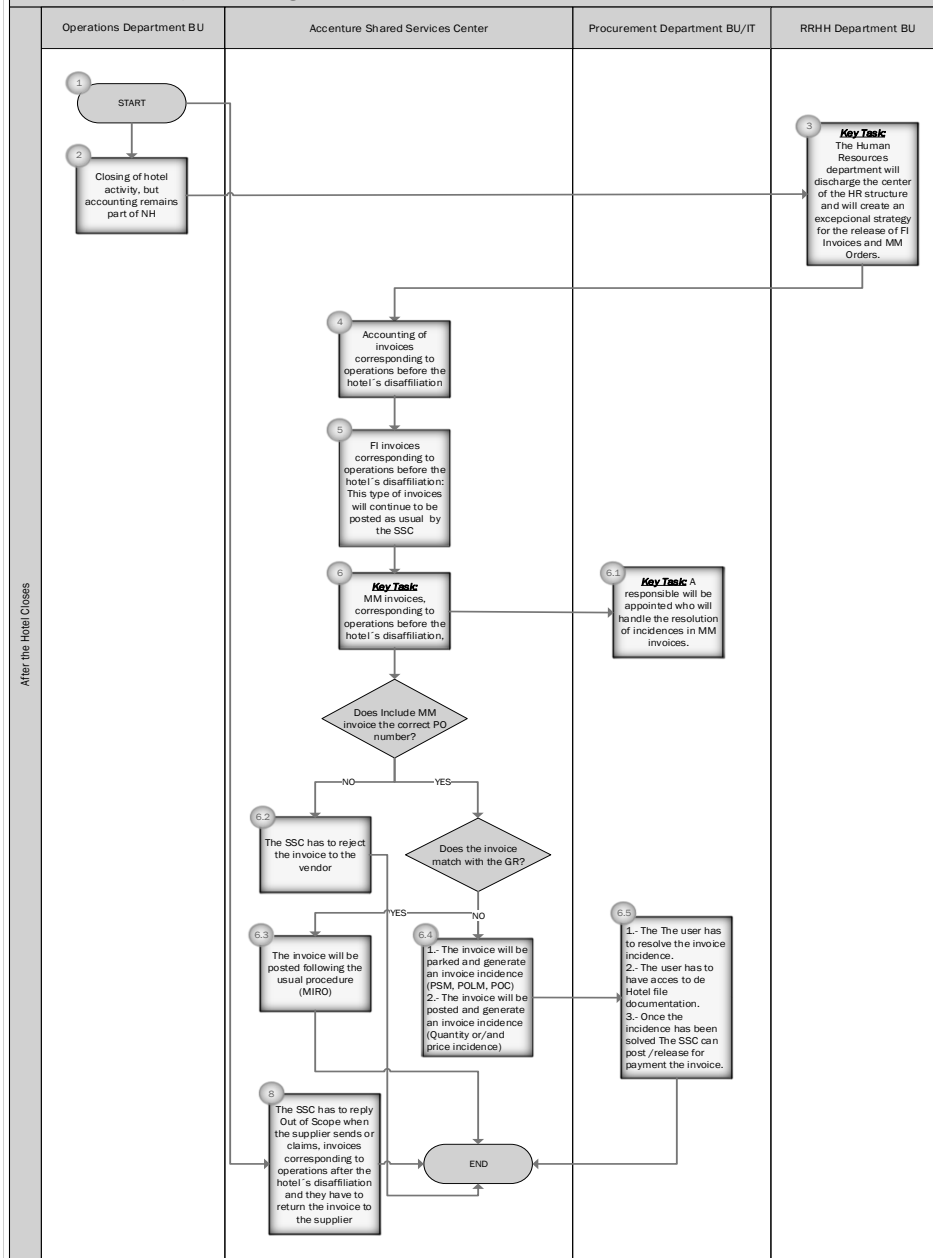 Operations Department BU
Accenture Shared Services Center
Procurement Department BU/IT
RRHH Department BU
After the Hotel Closes
1
START
2
Closing of hotel
activity, but
accounting remains
part of NH
3
Key Task:
The Human
Resources
department will
discharge the center
of the HR structure
and will create an
excepcional strategy
for the release of FI
Invoices and MM
Orders.
4
Accounting of
invoices
corresponding to
operations before the
hotel´s disaffiliation
5
FI invoices
corresponding to
operations before the
hotel´s disaffiliation:
This type of invoices
will continue to be
posted as usual by
the SSC
6
Key Task:
MM invoices,
corresponding to
operations before the
hotel´s disaffiliation,
6.1
Key Task: A
responsible will be
appointed who will
handle the resolution
of incidences in MM
invoices.
Does Include MM
invoice the correct PO
number?
NO
YES
6.2
The SSC has to reject
the invoice to the
vendor
Does the invoice
match with the GR?
YES
NO
6.3
The invoice will be
posted following the
usual procedure
(MIRO)
6.4
1.- The invoice will be
parked and generate
an invoice incidence
(PSM, POLM, POC)
2.- The invoice will be
posted and generate
an invoice incidence
(Quantity or/and
price incidence)
6.5
1.- The The user has
to resolve the invoice
incidence.
2.- The user has to
have acces to de
Hotel file
documentation.
3.- Once the
incidence has been
solved The SSC can
post /release for
payment the invoice.
8
The SSC has to reply
Out of Scope when
the supplier sends or
claims, invoices
corresponding to
operations after the
hotel´s disaffiliation
and they have to
return the invoice to
the supplier
END